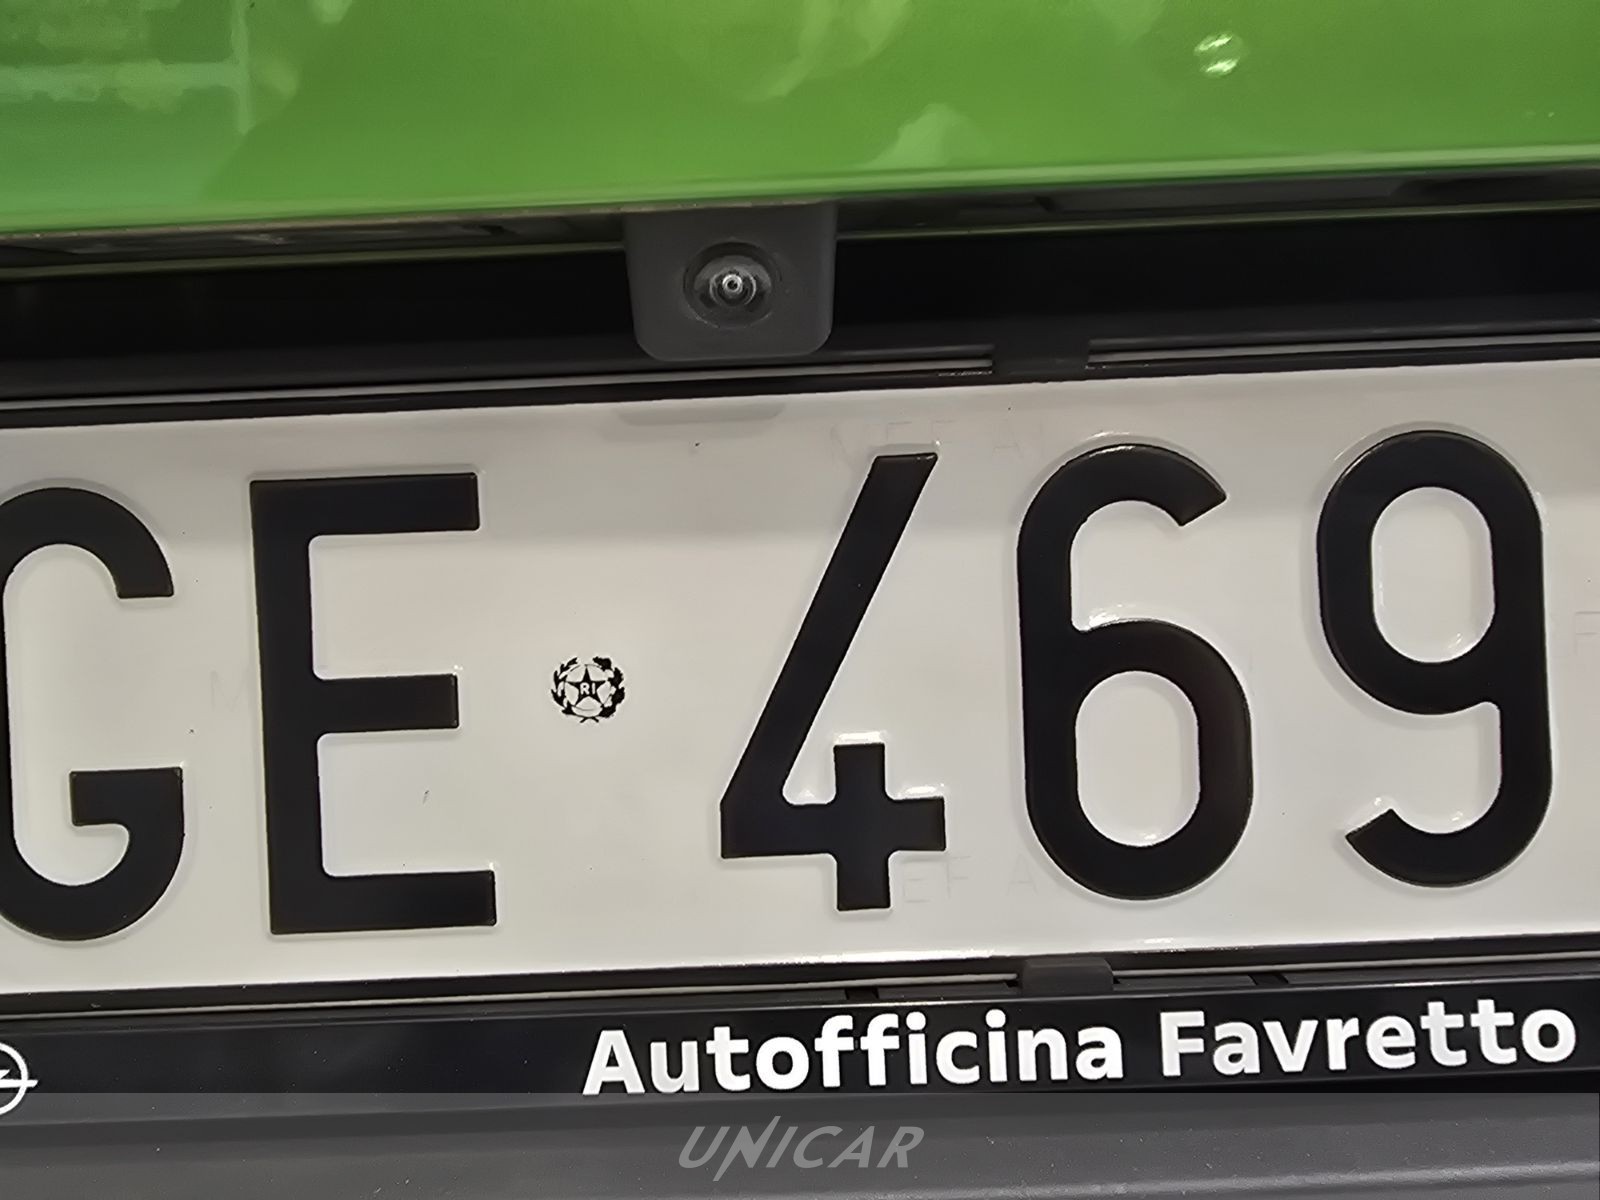 GE 469
RI
Autofficina Favretto
UNICAR